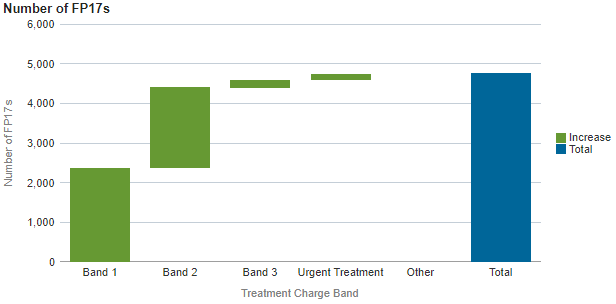 Number of FP17s
6,000
5,000
4,000
3,000
2,000
1,000
0
Number of FP17s
Band 1 Band 2 Band 3 Urgent Treatment Other Total
Treatment Charge Band
Increase
Total